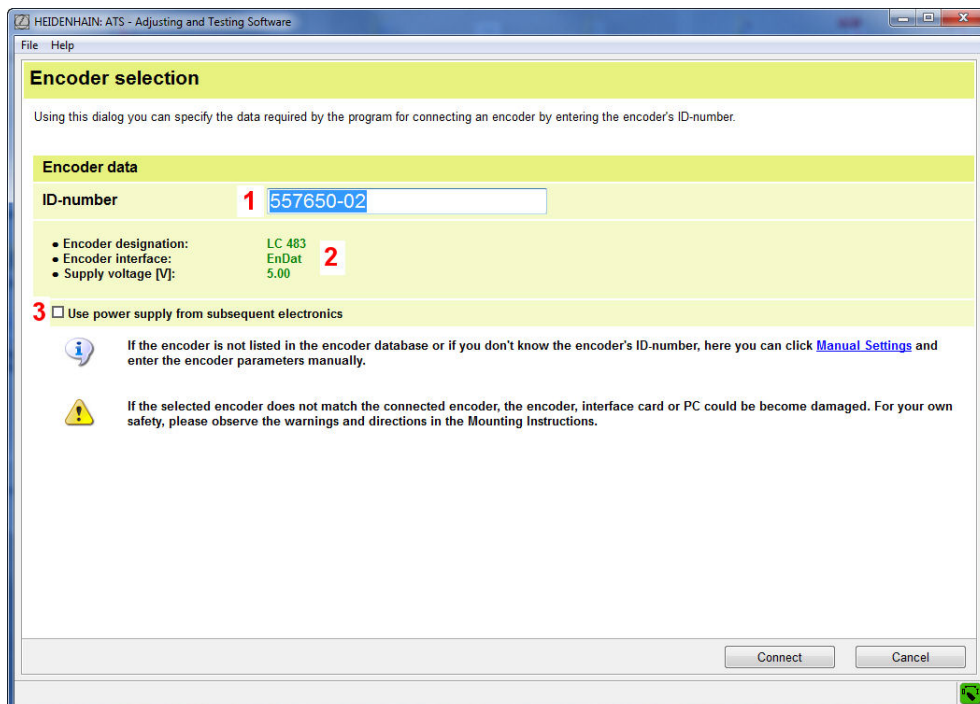 HEIDENHAIN: ATS - Adjusting and Testing Software
File Help
Encoder selection
Using this dialog you can specify the data required by the program for connecting an encoder by entering the encoder's ID-number.
Encoder data
ID-number 1 557650-02
• Encoder designation: LC 483
• Encoder interface: EnDat 2
• Supply voltage [V]: 5.00
3 Use power supply from subsequent electronics
If the encoder is not listed in the encoder database or if you don't know the encoder's ID-number, here you can click Manual Settings and
enter the encoder parameters manually.
If the selected encoder does not match the connected encoder, the encoder, interface card or PC could be become damaged. For your own
safety, please observe the warnings and directions in the Mounting Instructions.
Connect Cancel